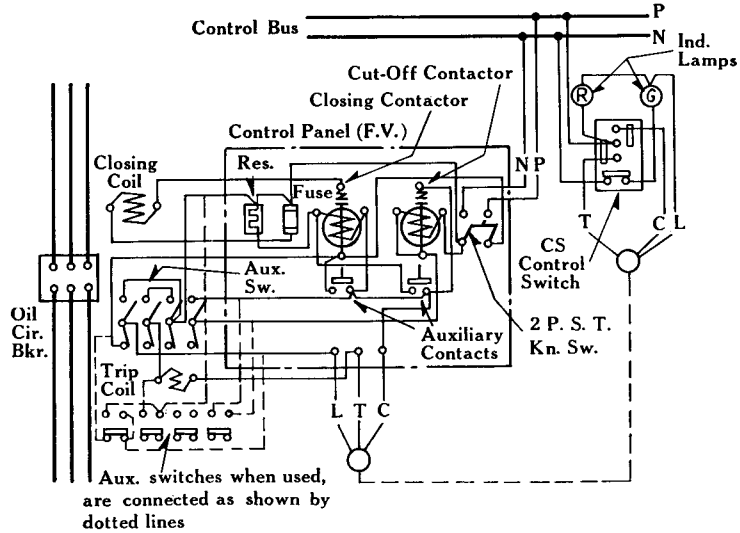 P
Control Bus
N
Ind.
Lamps
Cut-Off Contactor
Closing Contactor
R
G
Control Panel (F.V.)
Closing
Coil
Res.
Fuse
N P
T
C
L
CS
Control
Switch
Aux.
Sw.
Oil
Cir.
Bkr.
Auxiliary
Contacts
2 P. S. T.
Kn. Sw.
Trip
Coil
L
T
C
Aux. switches when used,
are connected as shown by
dotted lines